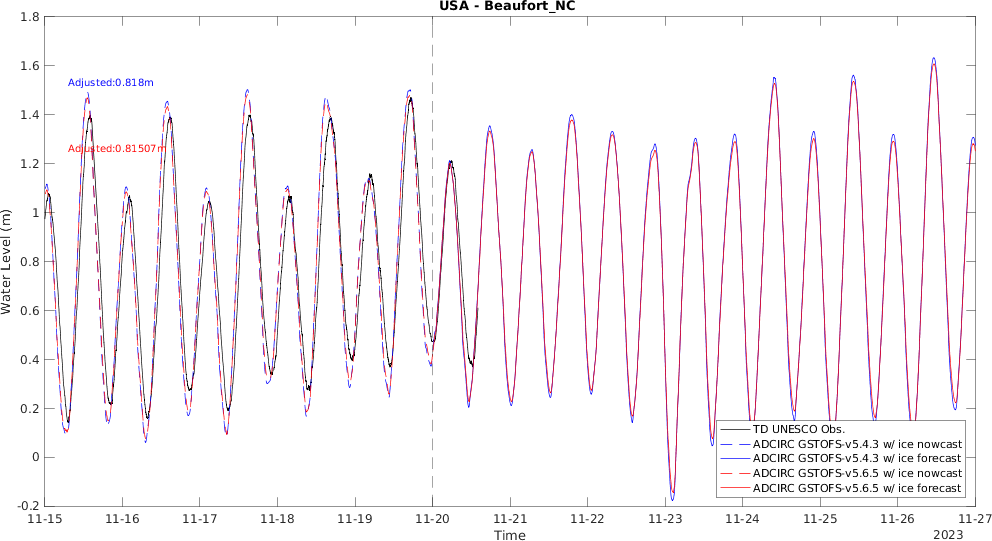 USA - Beaufort_NC
1.8
1.6
1.4
1.2
1
0.8
0.6
0.4
0.2
0
-0.2
Water Level (m)
Adjusted:0.818m
Adjusted:0.81507m
TD UNESCO Obs.
ADCIRC GSTOFS-v5.4.3 w/ ice nowcast
ADCIRC GSTOFS-v5.4.3 w/ ice forecast
ADCIRC GSTOFS-v5.6.5 w/ ice nowcast
ADCIRC GSTOFS-v5.6.5 w/ ice forecast
11-15 11-16 11-17 11-18 11-19 11-20 11-21 11-22 11-23 11-24 11-25 11-26 11-27
Time
2023